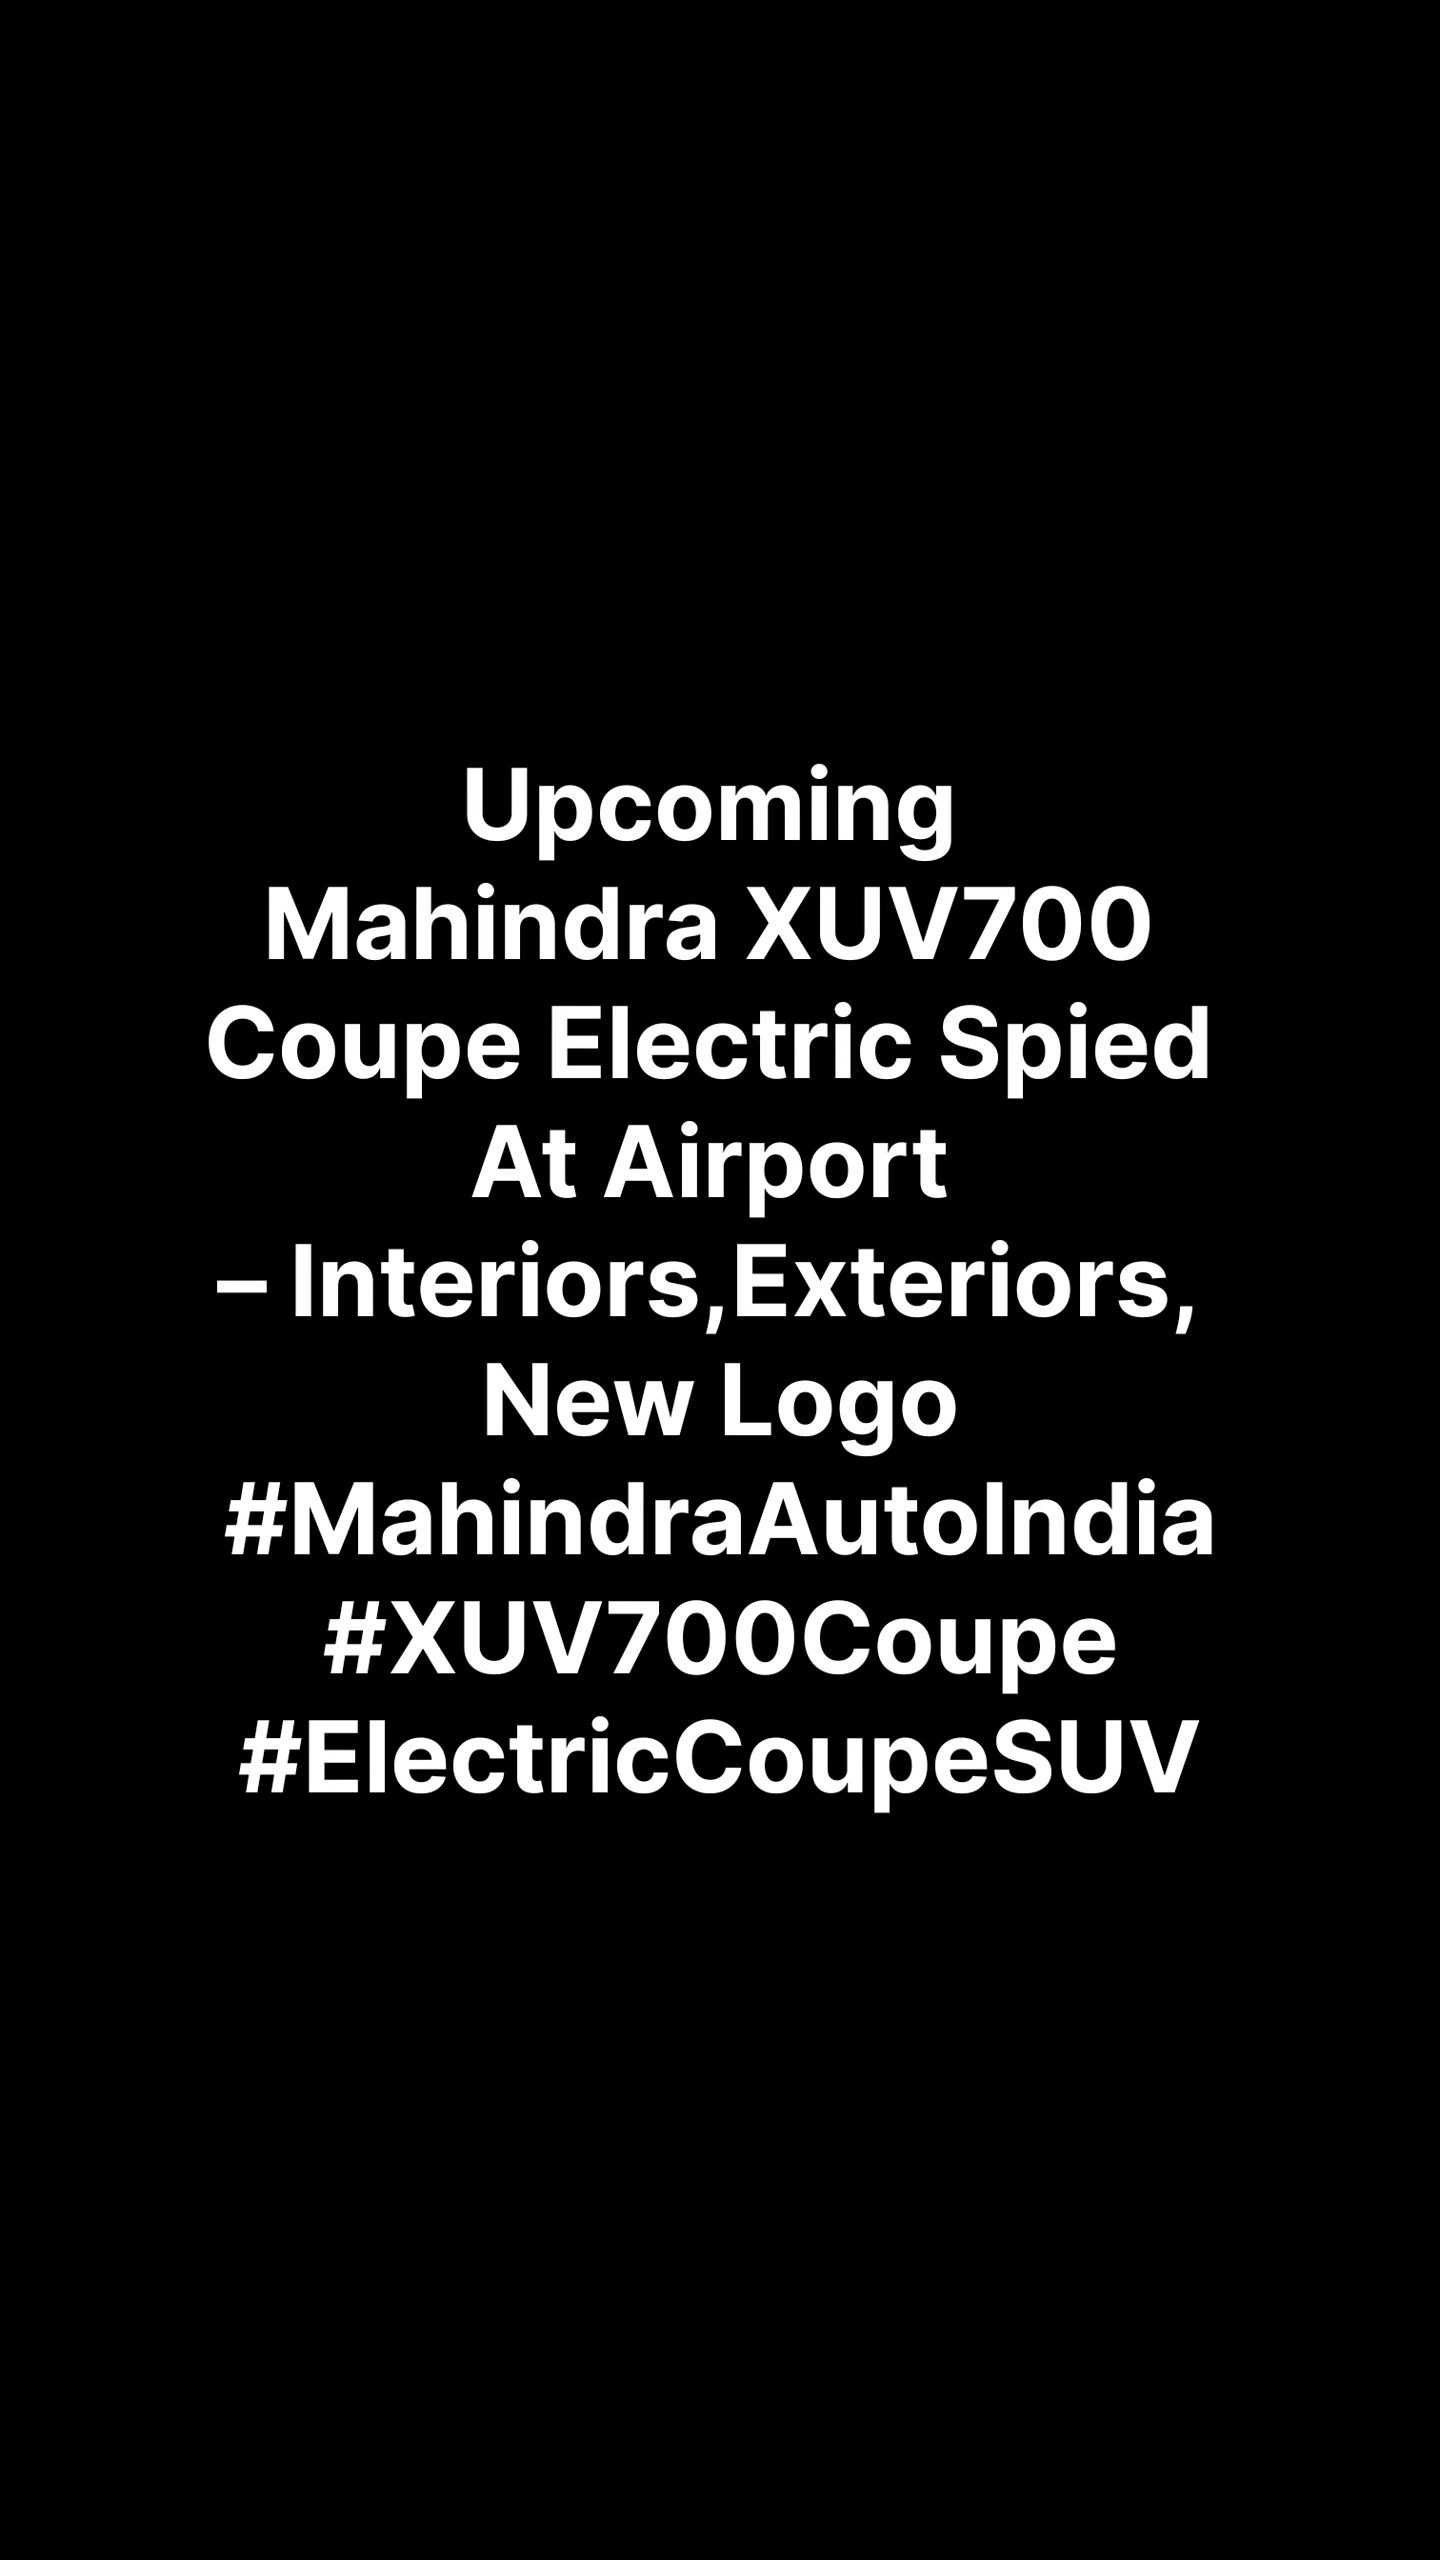 Upcoming
Mahindra XUV700
Coupe Electric Spied
At Airport
– Interiors,Exteriors,
New Logo
#MahindraAutoIndia
#XUV700Coupe
#ElectricCoupeSUV